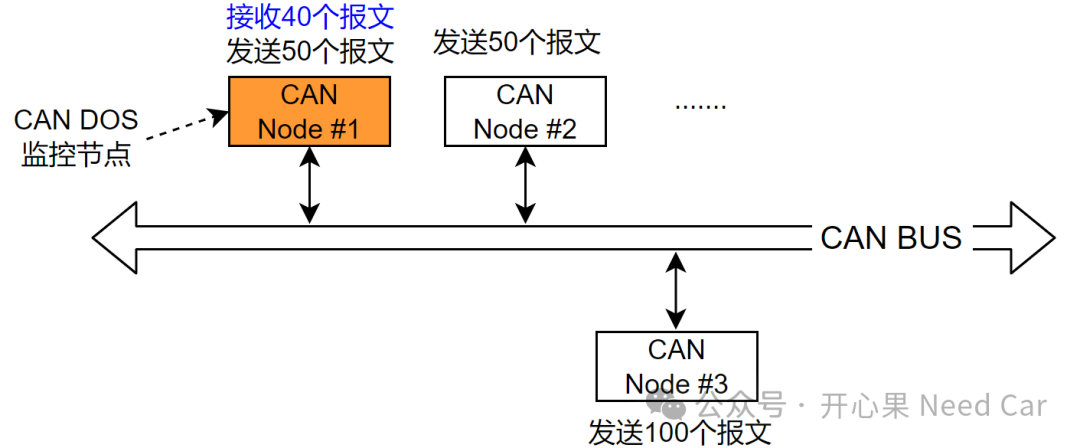 接收40个报文
发送50个报文
发送50个报文
CAN DOS
监控节点
CAN
Node #1
CAN
Node #2
.......
CAN BUS
CAN
Node #3
公众号 · 开心果 Need Car
发送100个报文